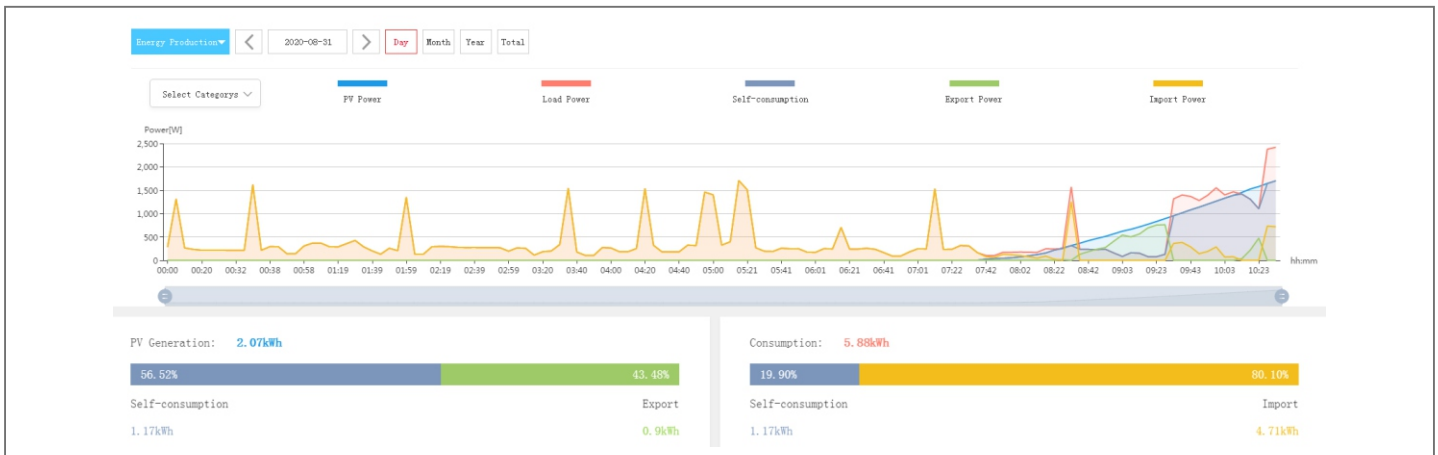 Energy Production 2020-08-31 Day Month Year Total
Select Categorys PV Power Load Power Self-consumption Export Power Import Power
Power[W]
2,500
2,000
1,500
1,000
500
0
00:00 00:20 00:32 00:38 00:58 01:19 01:39 01:59 02:19 02:39 02:59 03:20 03:40 04:00 04:20 04:40 05:00 05:21 05:41 06:01 06:21 06:41 07:01 07:22 07:42 08:02 08:22 08:42 09:03 09:23 09:43 10:03 10:23 hh:mm
PV Generation: 2.07kWh
56.52% 43.48%
Self-consumption Export
1.17kWh 0.9kWh
Consumption: 5.88kWh
19.90% 80.10%
Self-consumption Import
1.17kWh 4.71kWh